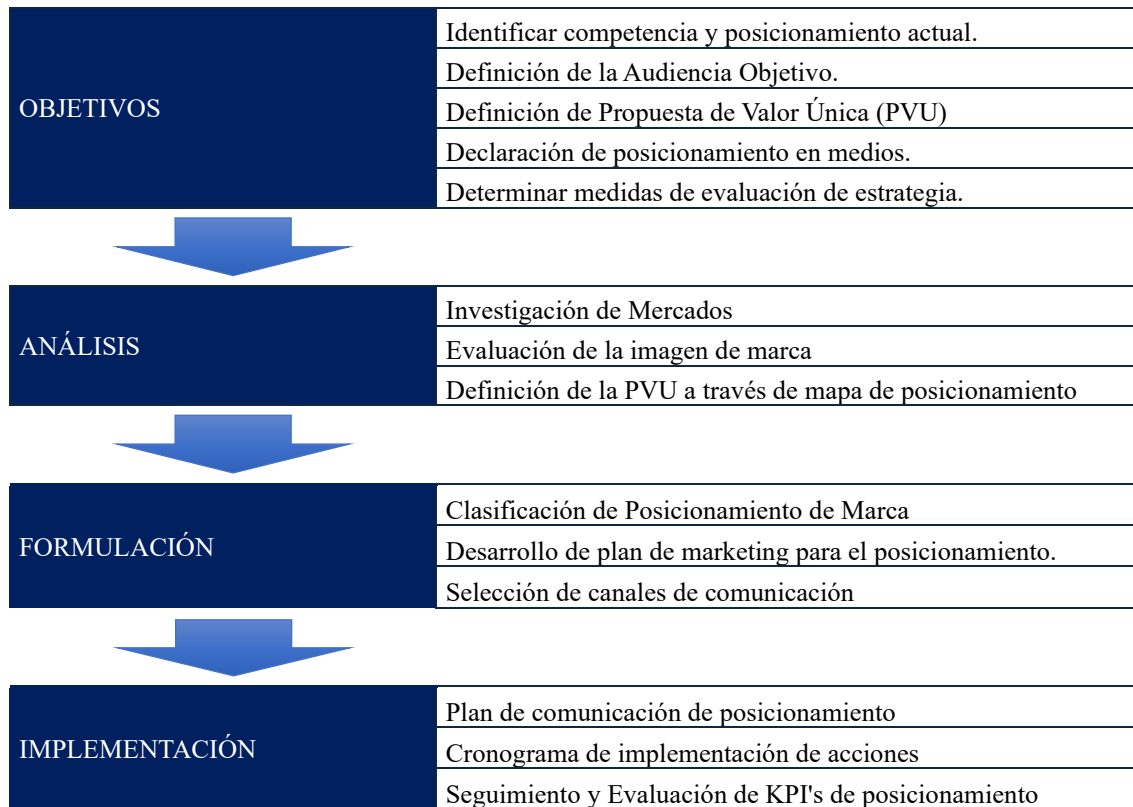 OBJETIVOS
Identificar competencia y posicionamiento actual.
Definición de la Audiencia Objetivo.
Definición de Propuesta de Valor Única (PVU)
Declaración de posicionamiento en medios.
Determinar medidas de evaluación de estrategia.
ANÁLISIS
Investigación de Mercados
Evaluación de la imagen de marca
Definición de la PVU a través de mapa de posicionamiento
FORMULACIÓN
Clasificación de Posicionamiento de Marca
Desarrollo de plan de marketing para el posicionamiento.
Selección de canales de comunicación
IMPLEMENTACIÓN
Plan de comunicación de posicionamiento
Cronograma de implementación de acciones
Seguimiento y Evaluación de KPI's de posicionamiento